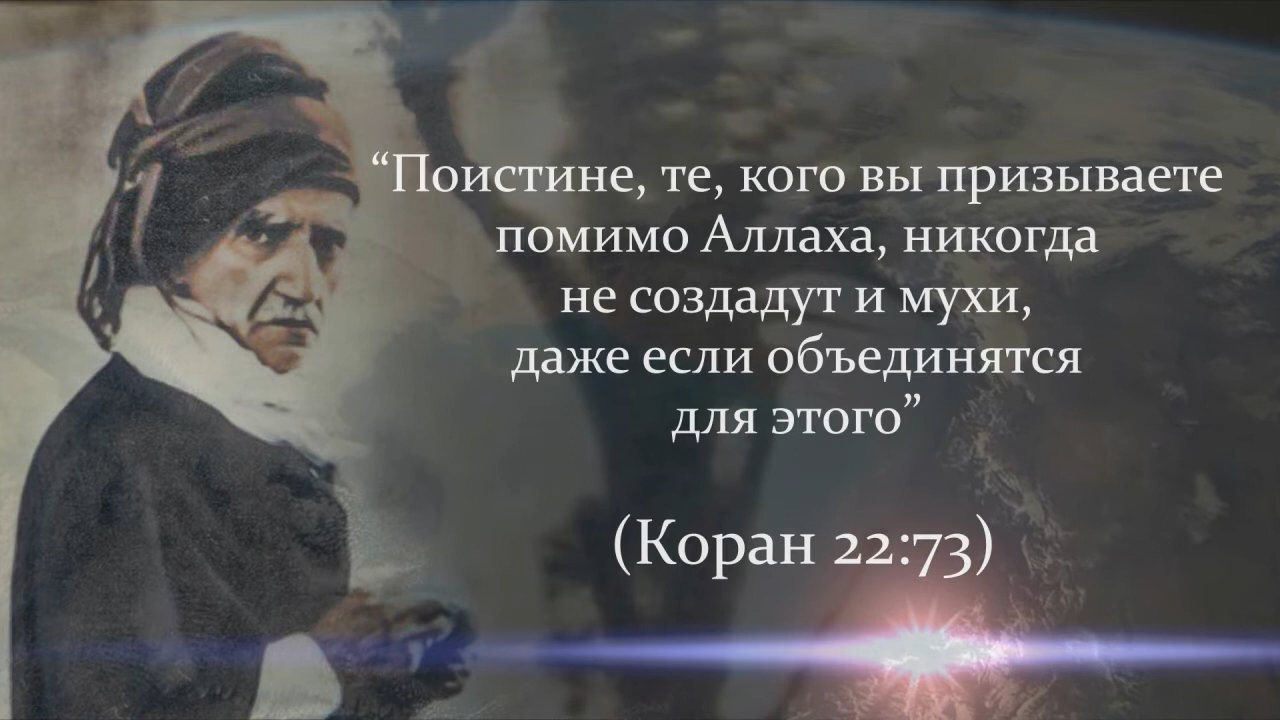 “Поистине, те, кого вы призываете
помимо Аллаха, никогда
не создадут и мухи,
даже если объединятся
для этого”
(Коран 22:73)